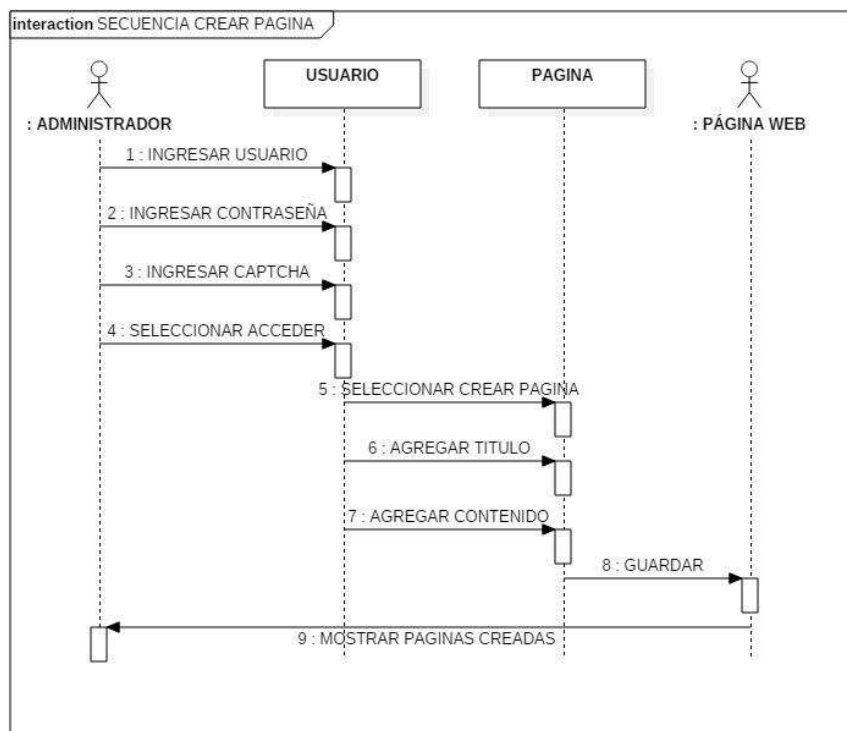 interaction SECUENCIA CREAR PAGINA
USUARIO
PAGINA
: ADMINISTRADOR
: PÁGINA WEB
1 : INGRESAR USUARIO
2 : INGRESAR CONTRASEÑA
3 : INGRESAR CAPTCHA
4 : SELECCIONAR ACCEDER
5 : SELECCIONAR CREAR PAGINA
6 : AGREGAR TITULO
7 : AGREGAR CONTENIDO
8 : GUARDAR
9 : MOSTRAR PAGINAS CREADAS